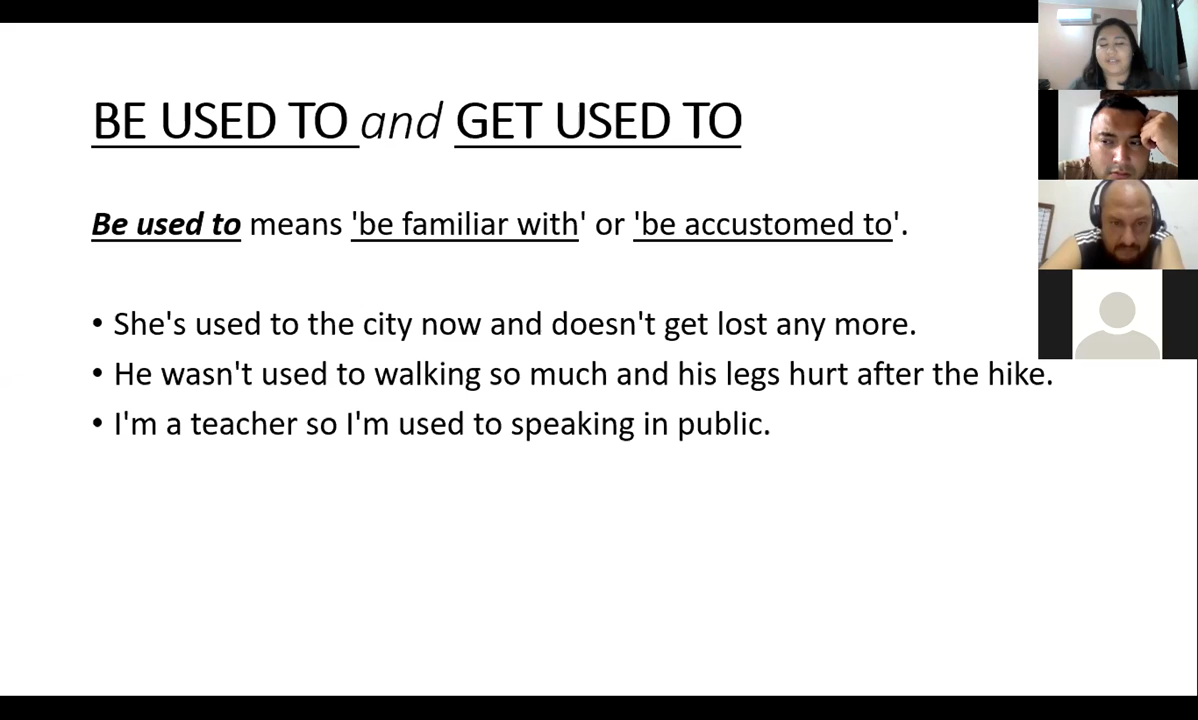 BE USED TO and GET USED TO
Be used to means 'be familiar with' or 'be accustomed to'.
• She's used to the city now and doesn't get lost any more.
• He wasn't used to walking so much and his legs hurt after the hike.
• I'm a teacher so I'm used to speaking in public.